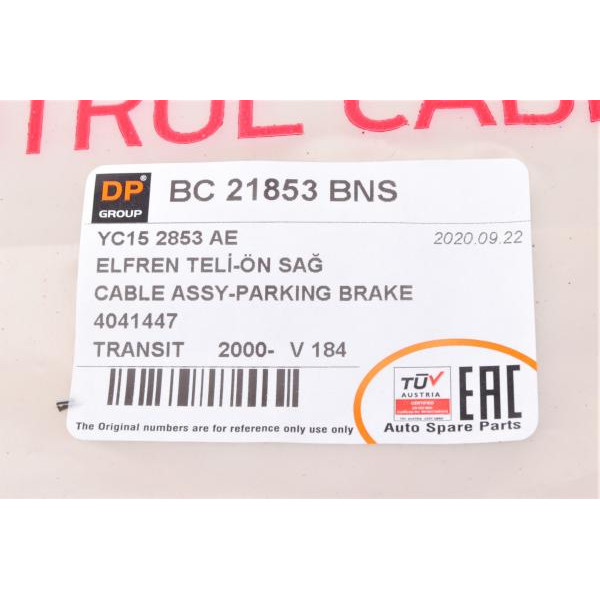 TROL CABL
DP®
GROUP
BC 21853 BNS
YC15 2853 AE
2020.09.22
ELFREN TELİ-ÖN SAĞ
CABLE ASSY-PARKING BRAKE
4041447
TRANSIT 2000- V 184
TÜV
AUSTRIA
CERTIFIED
EAC
Auto Spare Parts
The Original numbers are for reference only use only